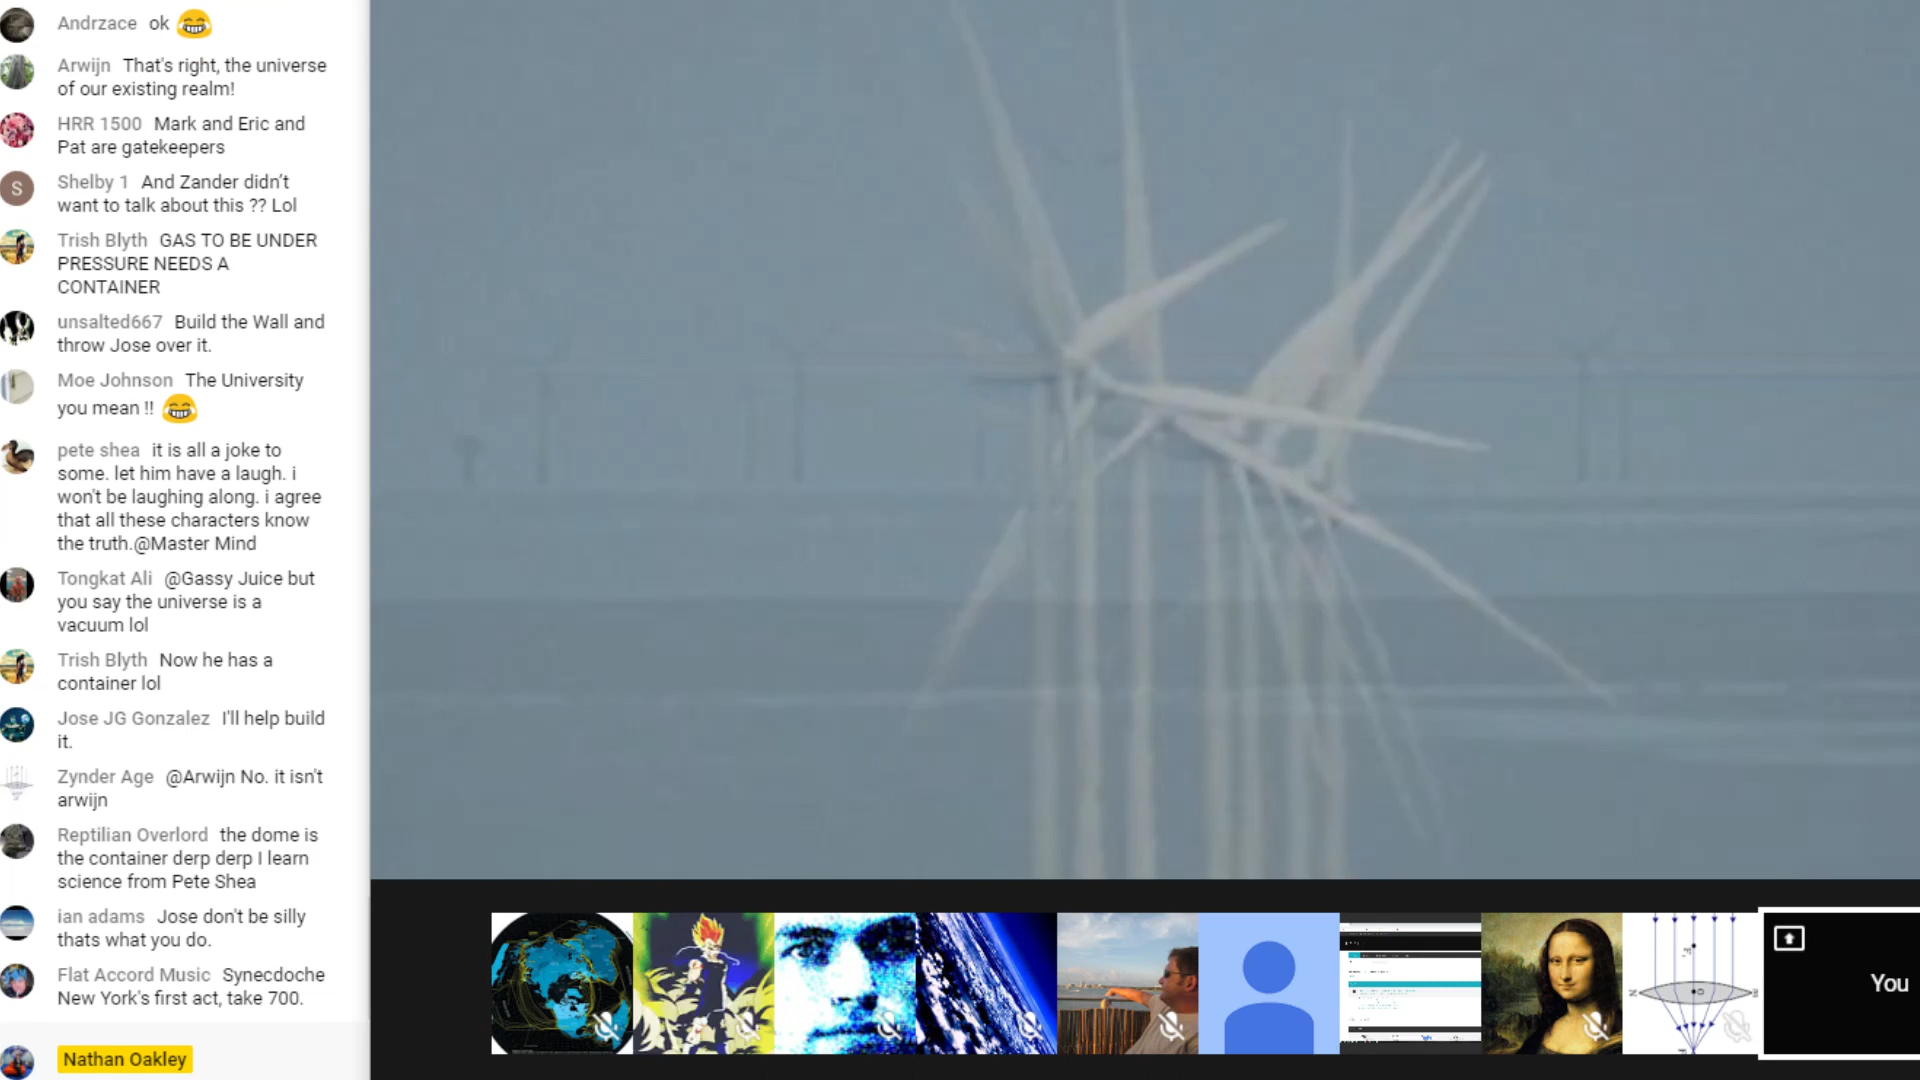 Andrzace ok 😂
Arwijn That's right, the universe
of our existing realm!
HRR 1500 Mark and Eric and
Pat are gatekeepers
S
Shelby 1 And Zander didn't
want to talk about this ?? Lol
Trish Blyth GAS TO BE UNDER
PRESSURE NEEDS A
CONTAINER
unsalted667 Build the Wall and
throw Jose over it.
Moe Johnson The University
you mean !! 😂
pete shea it is all a joke to
some. let him have a laugh. i
won't be laughing along. i agree
that all these characters know
the truth.@Master Mind
Tongkat Ali @Gassy Juice but
you say the universe is a
vacuum lol
Trish Blyth Now he has a
container lol
Jose JG Gonzalez I'll help build
it.
Zynder Age @Arwijn No. it isn't
arwijn
Reptilian Overlord the dome is
the container derp derp I learn
science from Pete Shea
ian adams Jose don't be silly
thats what you do.
Flat Accord Music Synecdoche
New York's first act, take 700.
Nathan Oakley
You